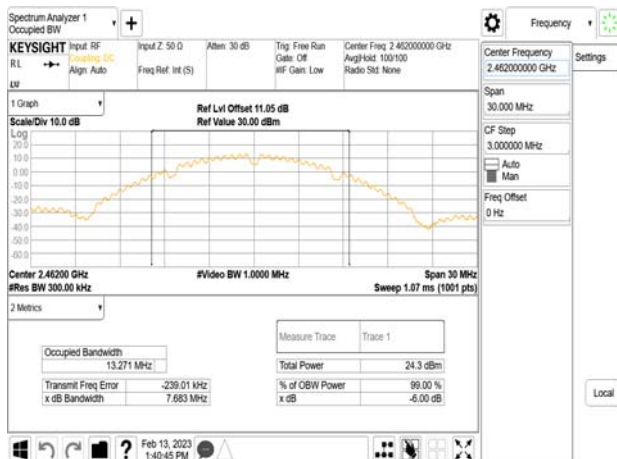 Spectrum Analyzer 1
Occupied BW
Frequency
KEYSIGHT
RL
Input: RF
Coupling: DC
Align: Auto
Input Z: 50 Ω
Freq Ref: Int (S)
Atten: 30 dB
Trig: Free Run
Gate: Off
#IF Gain: Low
Center Freq: 2.462000000 GHz
Avg|Hold: 100/100
Radio Std: None
1 Graph
Scale/Div 10.0 dB
Ref Lvl Offset 11.05 dB
Ref Value 30.00 dBm
Log
20.0
10.0
0.00
-10.0
-20.0
-30.0
-40.0
-50.0
-60.0
Center 2.46200 GHz
#Res BW 300.00 kHz
#Video BW 1.0000 MHz
Span 30 MHz
Sweep 1.07 ms (1001 pts)
2 Metrics
Measure Trace
Trace 1
Occupied Bandwidth
13.271 MHz
Total Power
24.3 dBm
Transmit Freq Error
-239.01 kHz
% of OBW Power
99.00 %
x dB Bandwidth
7.683 MHz
x dB
-6.00 dB
Center Frequency
2.462000000 GHz
Settings
Span
30.000 MHz
CF Step
3.000000 MHz
Auto
Man
Freq Offset
0 Hz
Local
?
Feb 13, 2023
1:40:45 PM